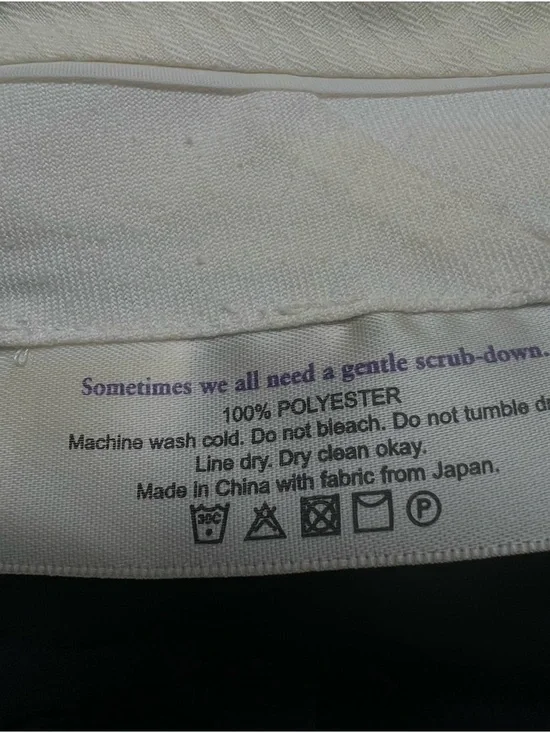 Sometimes we all need a gentle scrub-down.
100% POLYESTER
Machine wash cold. Do not bleach. Do not tumble
Line dry. Dry clean okay.
Made in China with fabric from Japan.
30C P